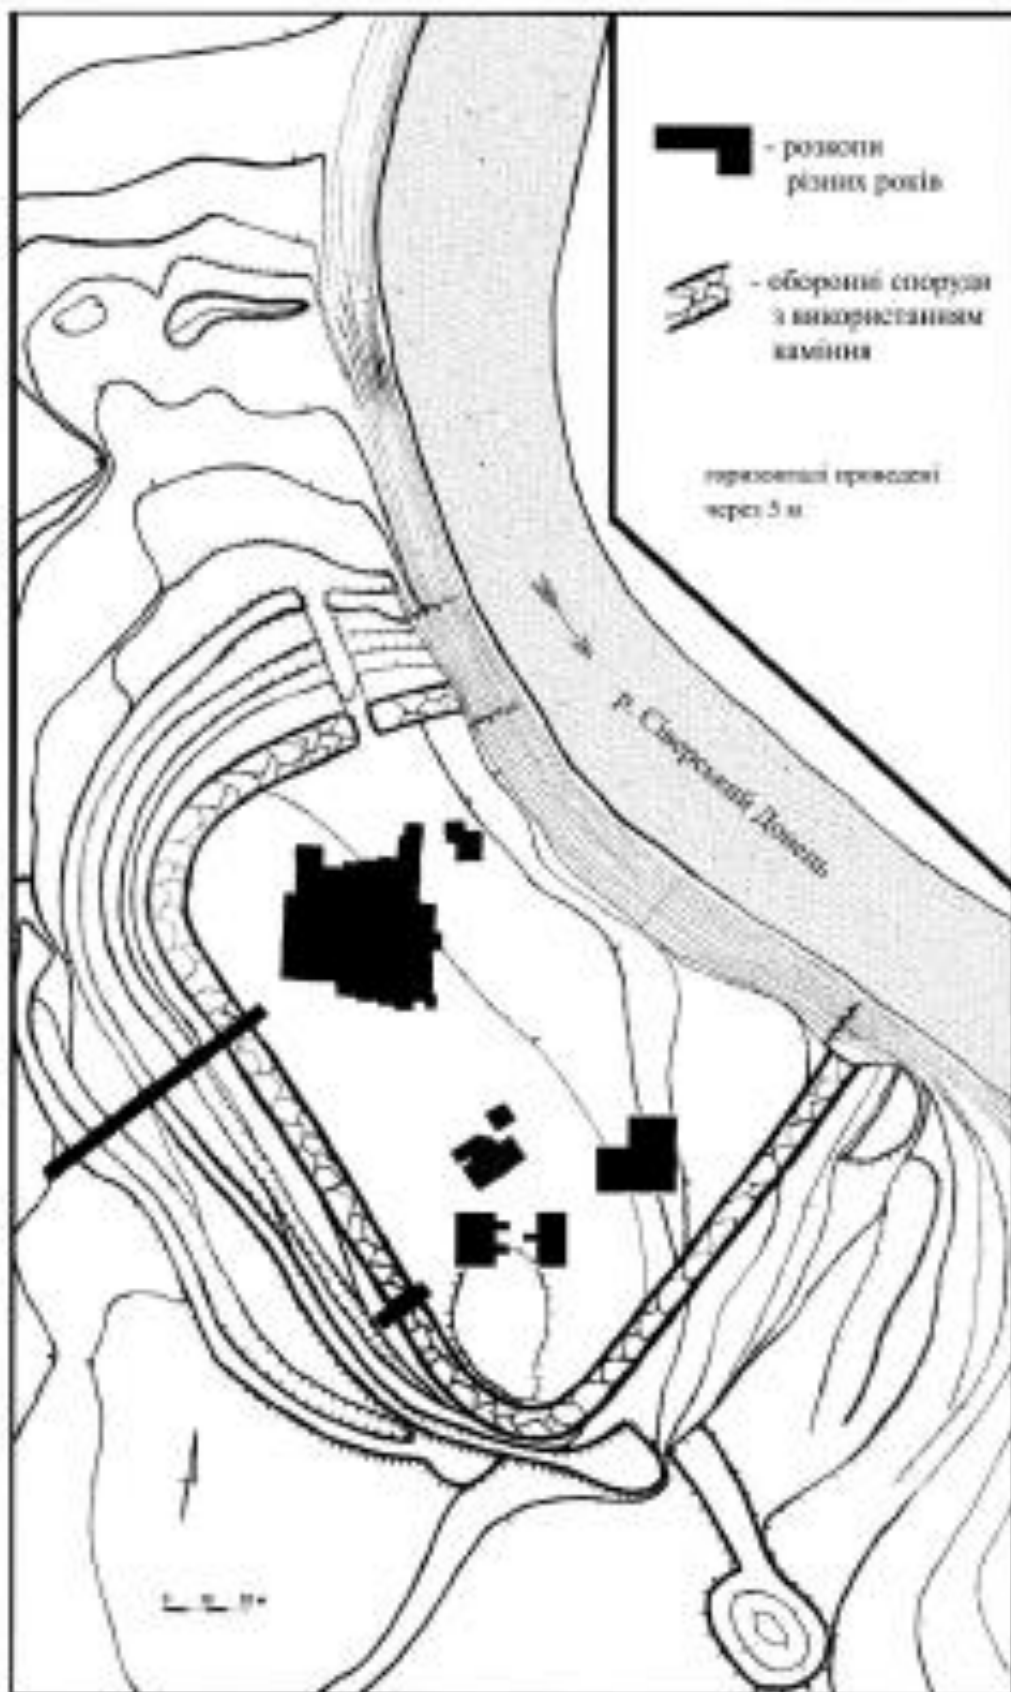 - розкопи
різних років
- оборонні споруди
з використанням
каміння
горизонталі проведені
через 5 м
р. Сіверський Донець